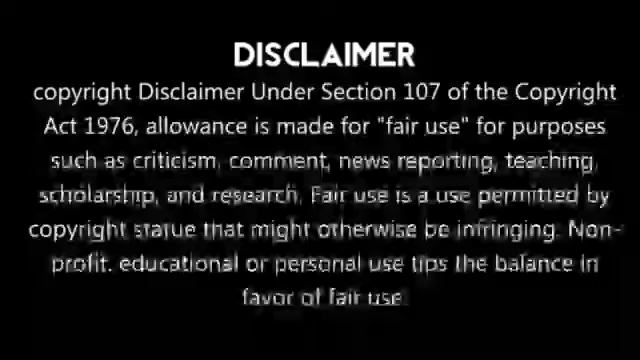 DISCLAIMER
copyright Disclaimer Under Section 107 of the Copyright
Act 1976, allowance is made for "fair use" for purposes
such as criticism, comment, news reporting, teaching,
scholarship, and research. Fair use is a use permitted by
copyright statue that might otherwise be infringing. Non-
profit. educational or personal use tips the balance in
favor of fair use.